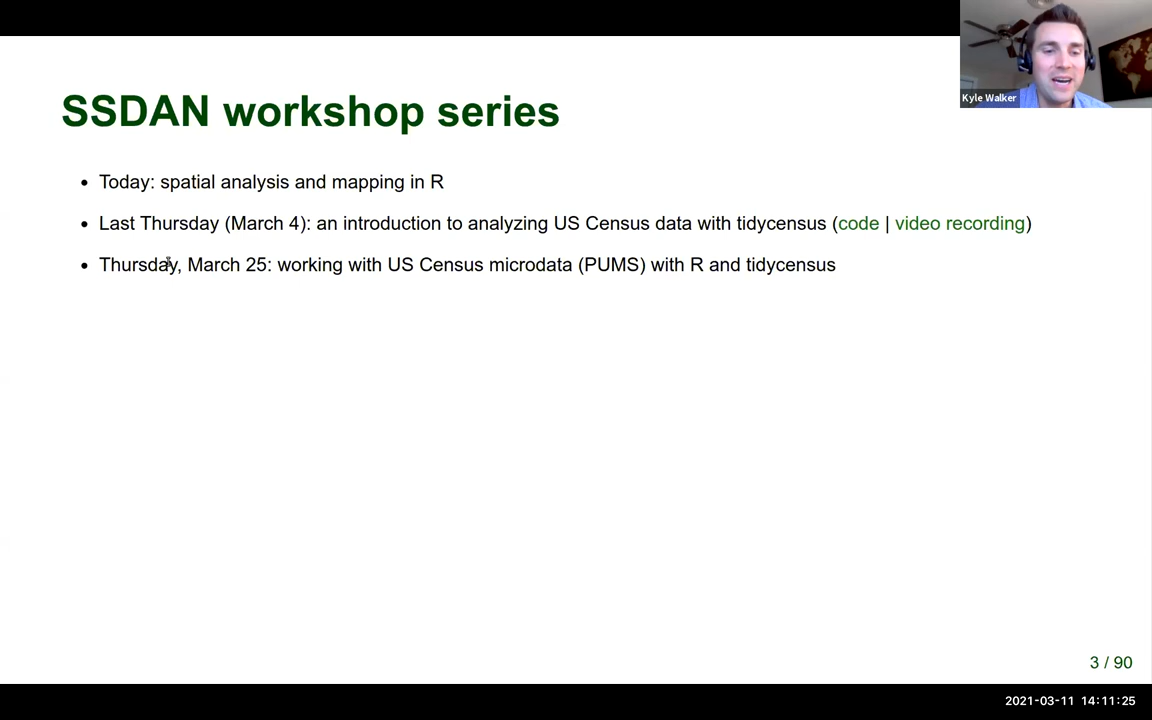 Kyle Walker
SSDAN workshop series
• Today: spatial analysis and mapping in R
• Last Thursday (March 4): an introduction to analyzing US Census data with tidycensus (code | video recording)
• Thursday, March 25: working with US Census microdata (PUMS) with R and tidycensus
3 / 90
2021-03-11 14:11:25